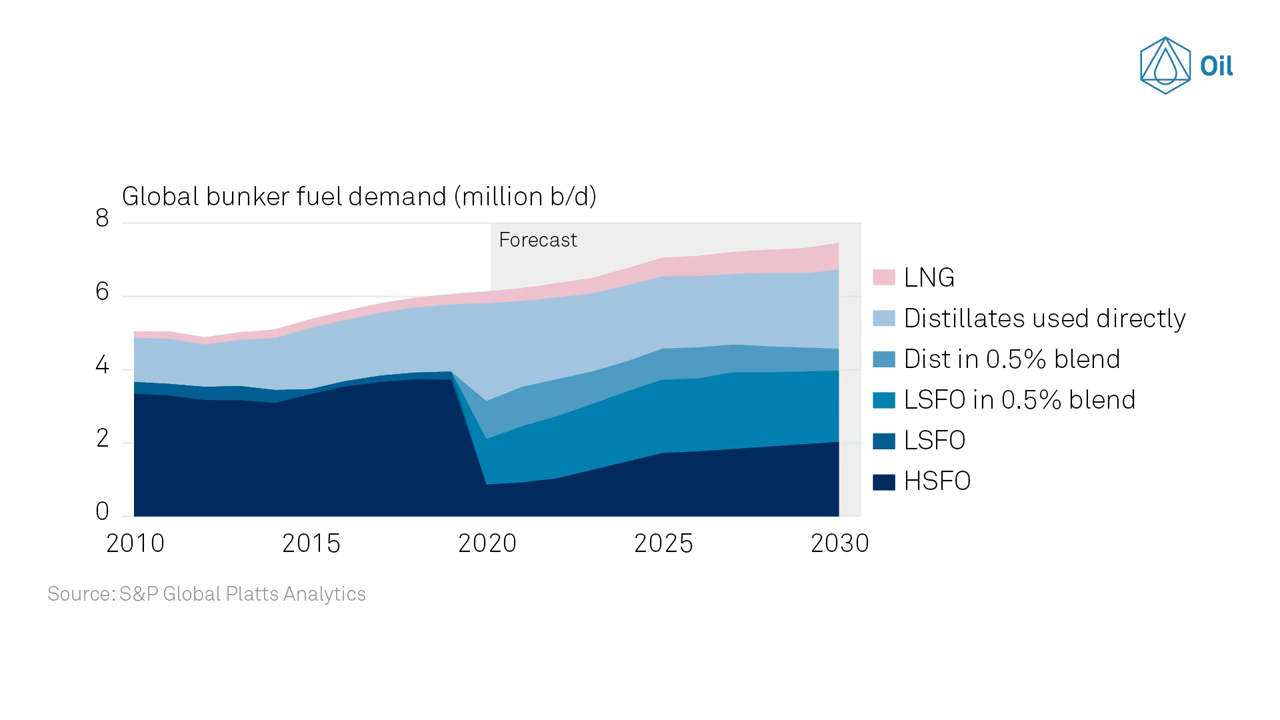 Oil
Global bunker fuel demand (million b/d)
8
Forecast
6
4
2
0
2010 2015 2020 2025 2030
LNG
Distillates used directly
Dist in 0.5% blend
LSFO in 0.5% blend
LSFO
HSFO
Source: S&P Global Platts Analytics